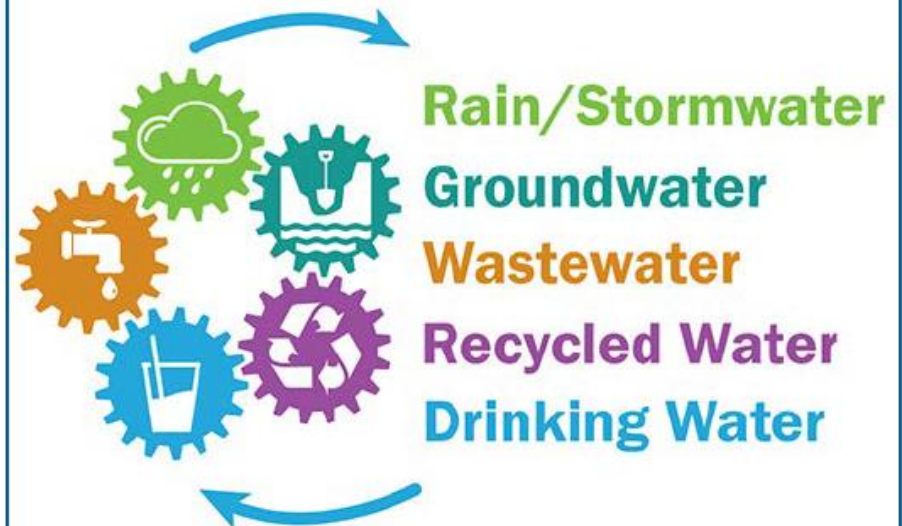 Rain/Stormwater
Groundwater
Wastewater
Recycled Water
Drinking Water